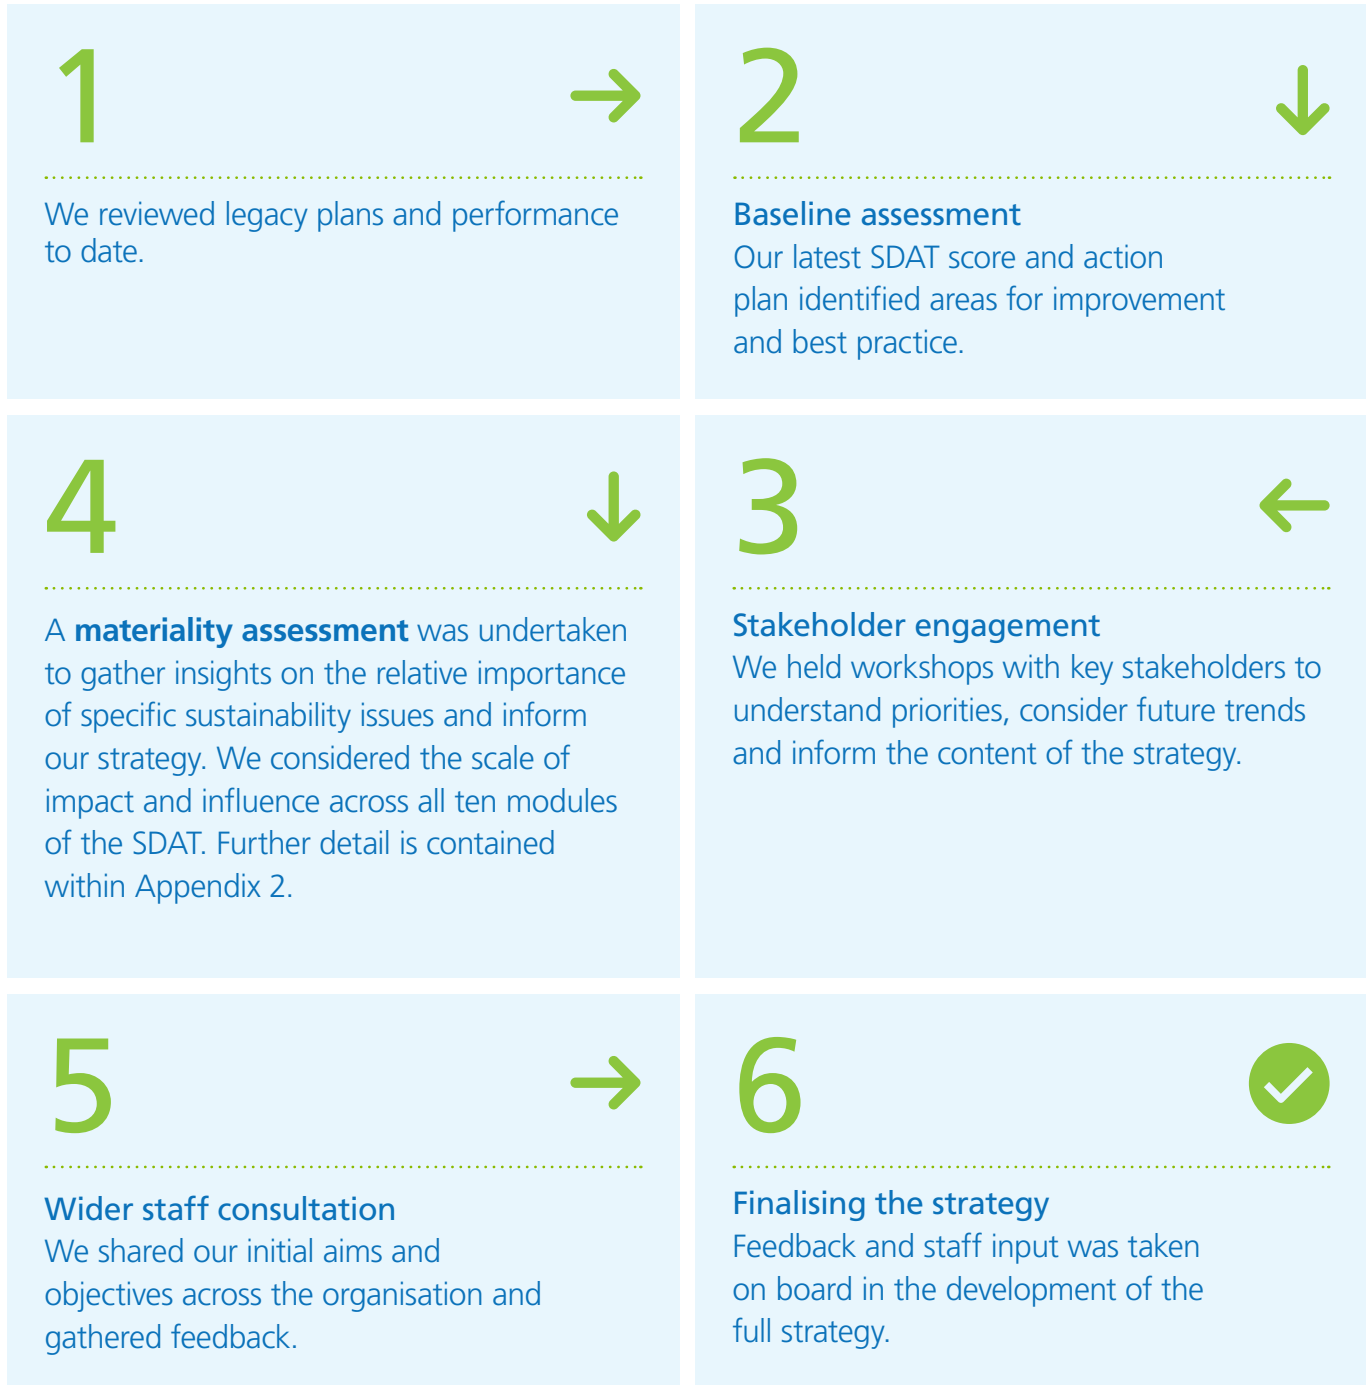 1
We reviewed legacy plans and performance
to date.
2
Baseline assessment
Our latest SDAT score and action
plan identified areas for improvement
and best practice.
3
Stakeholder engagement
We held workshops with key stakeholders to
understand priorities, consider future trends
and inform the content of the strategy.
4
A materiality assessment was undertaken
to gather insights on the relative importance
of specific sustainability issues and inform
our strategy. We considered the scale of
impact and influence across all ten modules
of the SDAT. Further detail is contained
within Appendix 2.
5
Wider staff consultation
We shared our initial aims and
objectives across the organisation and
gathered feedback.
6
Finalising the strategy
Feedback and staff input was taken
on board in the development of the
full strategy.